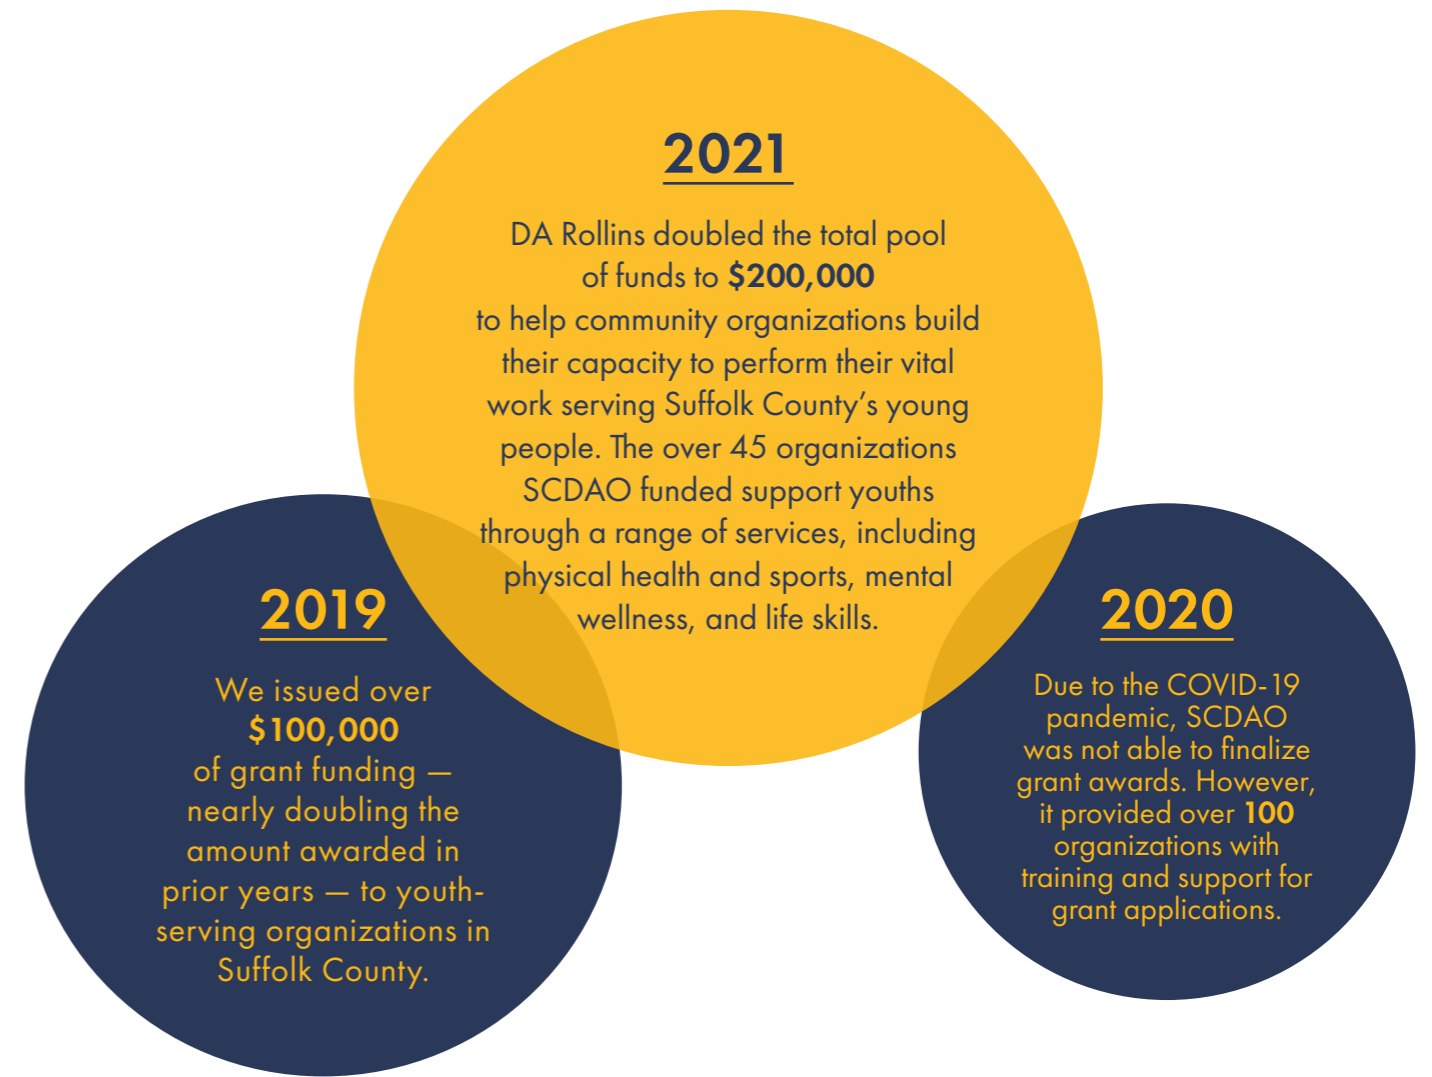 2021
DA Rollins doubled the total pool
of funds to $200,000
to help community organizations build
their capacity to perform their vital
work serving Suffolk County’s young
people. The over 45 organizations
SCDAO funded support youths
through a range of services, including
physical health and sports, mental
wellness, and life skills.
2019
We issued over
$100,000
of grant funding —
nearly doubling the
amount awarded in
prior years — to youth-
serving organizations in
Suffolk County.
2020
Due to the COVID-19
pandemic, SCDAO
was not able to finalize
grant awards. However,
it provided over 100
organizations with
training and support for
grant applications.